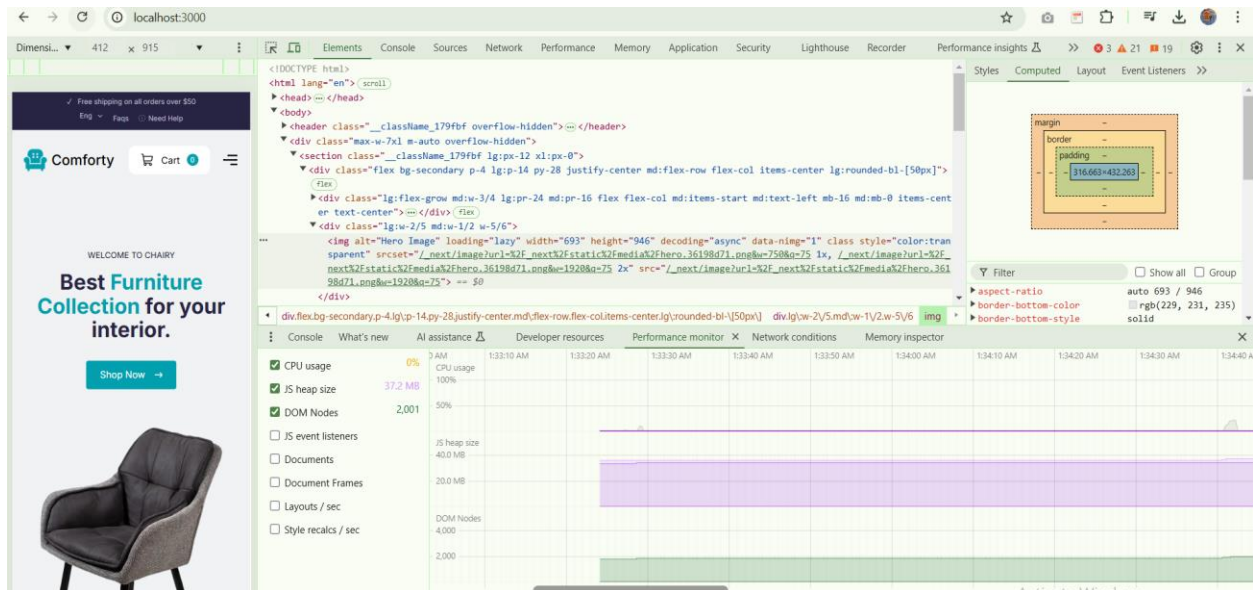 localhost:3000
Dimensi... ▼ 412 x 915 ▼
Elements Console Sources Network Performance Memory Application Security Lighthouse Recorder Performance insights » 3 21 19
<!DOCTYPE html>
<html lang="en"> scroll
▶ <head> ⋯ </head>
▼ <body>
▶ <header class="__className_179fbf overflow-hidden"> ⋯ </header>
▼ <div class="max-w-7xl m-auto overflow-hidden">
▼ <section class="__className_179fbf lg:px-12 xl:px-0">
▼ <div class="flex bg-secondary p-4 lg:p-14 py-28 justify-center md:flex-row flex-col items-center lg:rounded-bl-[50px]">
flex
▶ <div class="lg:flex-grow md:w-3/4 lg:pr-24 md:pr-16 flex flex-col md:items-start md:text-left mb-16 md:mb-0 items-cent
er text-center"> ⋯ </div> flex
▼ <div class="lg:w-2/5 md:w-1/2 w-5/6">
<img alt="Hero Image" loading="lazy" width="693" height="946" decoding="async" data-nimg="1" class style="color:tran
sparent" srcset="/_next/image?url=%2F_next%2Fstatic%2Fmedia%2Fhero.36198d71.png&w=750&q=75 1x, /_next/image?url=%2F_
next%2Fstatic%2Fmedia%2Fhero.36198d71.png&w=1920&q=75 2x" src="/_next/image?url=%2F_next%2Fstatic%2Fmedia%2Fhero.361
98d71.png&w=1920&q=75"> == $0
</div>
div.flex.bg-secondary.p-4.lg\:p-14.py-28.justify-center.md\:flex-row.flex-col.items-center.lg\:rounded-bl-\[50px\] div.lg\:w-2\/5.md\:w-1\/2.w-5\/6 img
Styles Computed Layout Event Listeners »
margin -
border -
padding -
- - - 316.663×432.263 - - -
-
-
-
Filter Show all Group
▶ aspect-ratio auto 693 / 946
▶ border-bottom-color rgb(229, 231, 235)
▶ border-bottom-style solid
✓ Free shipping on all orders over $50
Eng Faqs Need Help
Comforty Cart 0
WELCOME TO CHAIRY
Best Furniture
Collection for your
interior.
Shop Now →
Console What's new AI assistance Developer resources Performance monitor × Network conditions Memory inspector ×
CPU usage 0%
JS heap size 37.2 MB
DOM Nodes 2,001
JS event listeners
Documents
Document Frames
Layouts / sec
Style recalcs / sec
AM 1:33:10 AM 1:33:20 AM 1:33:30 AM 1:33:40 AM 1:33:50 AM 1:34:00 AM 1:34:10 AM 1:34:20 AM 1:34:30 AM 1:34:40 A
CPU usage
100%
50%
JS heap size
40.0 MB
20.0 MB
DOM Nodes
4,000
2,000